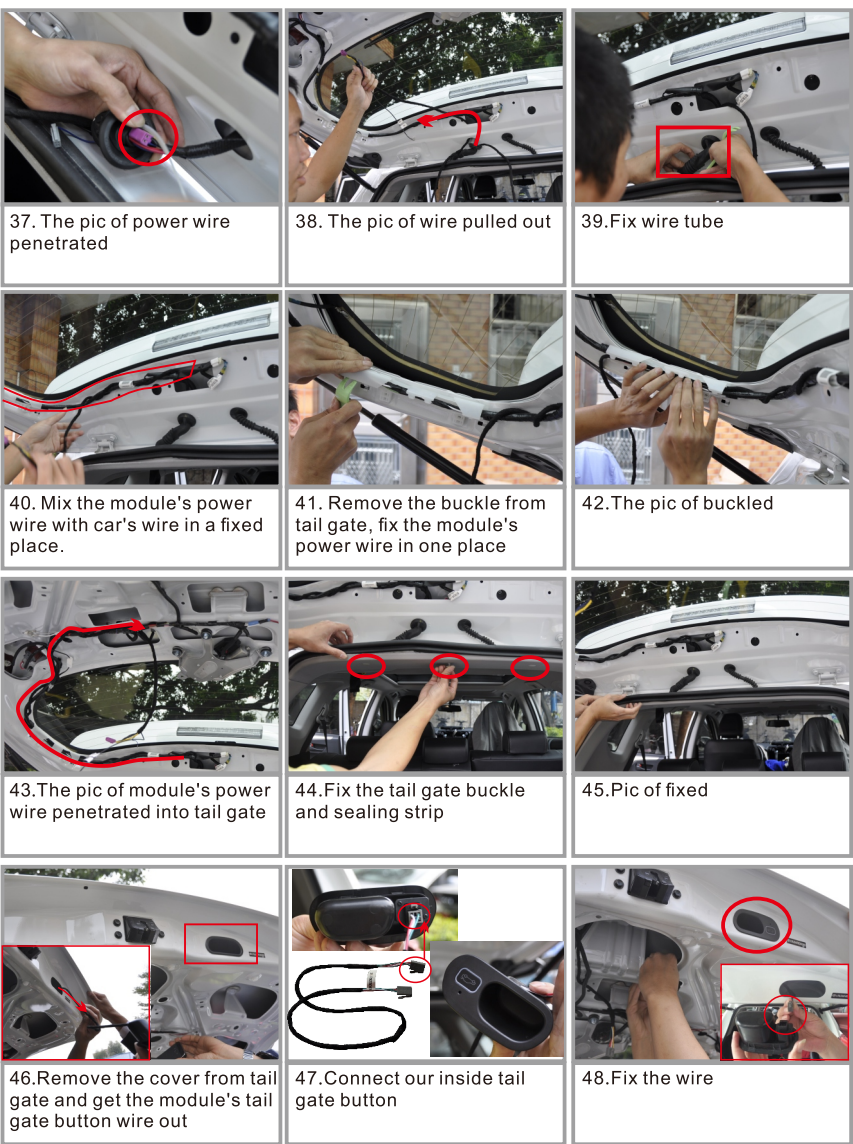 37. The pic of power wire
penetrated
38. The pic of wire pulled out
39.Fix wire tube
40. Mix the module's power
wire with car's wire in a fixed
place.
41. Remove the buckle from
tail gate, fix the module's
power wire in one place
42.The pic of buckled
43.The pic of module's power
wire penetrated into tail gate
44.Fix the tail gate buckle
and sealing strip
45.Pic of fixed
46.Remove the cover from tail
gate and get the module's tail
gate button wire out
47.Connect our inside tail
gate button
48.Fix the wire